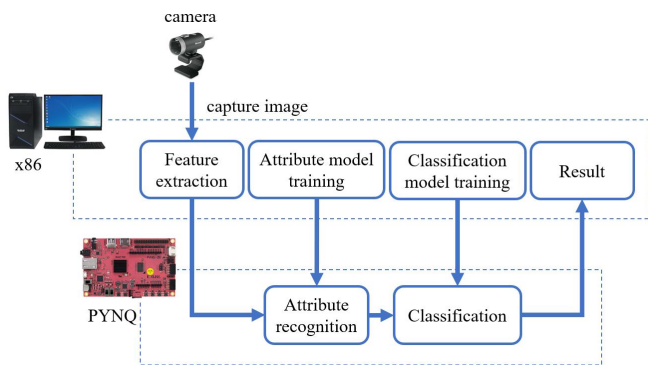 camera
capture image
x86
Feature
extraction
Attribute model
training
Classification
model training
Result
PYNQ
Attribute
recognition
Classification